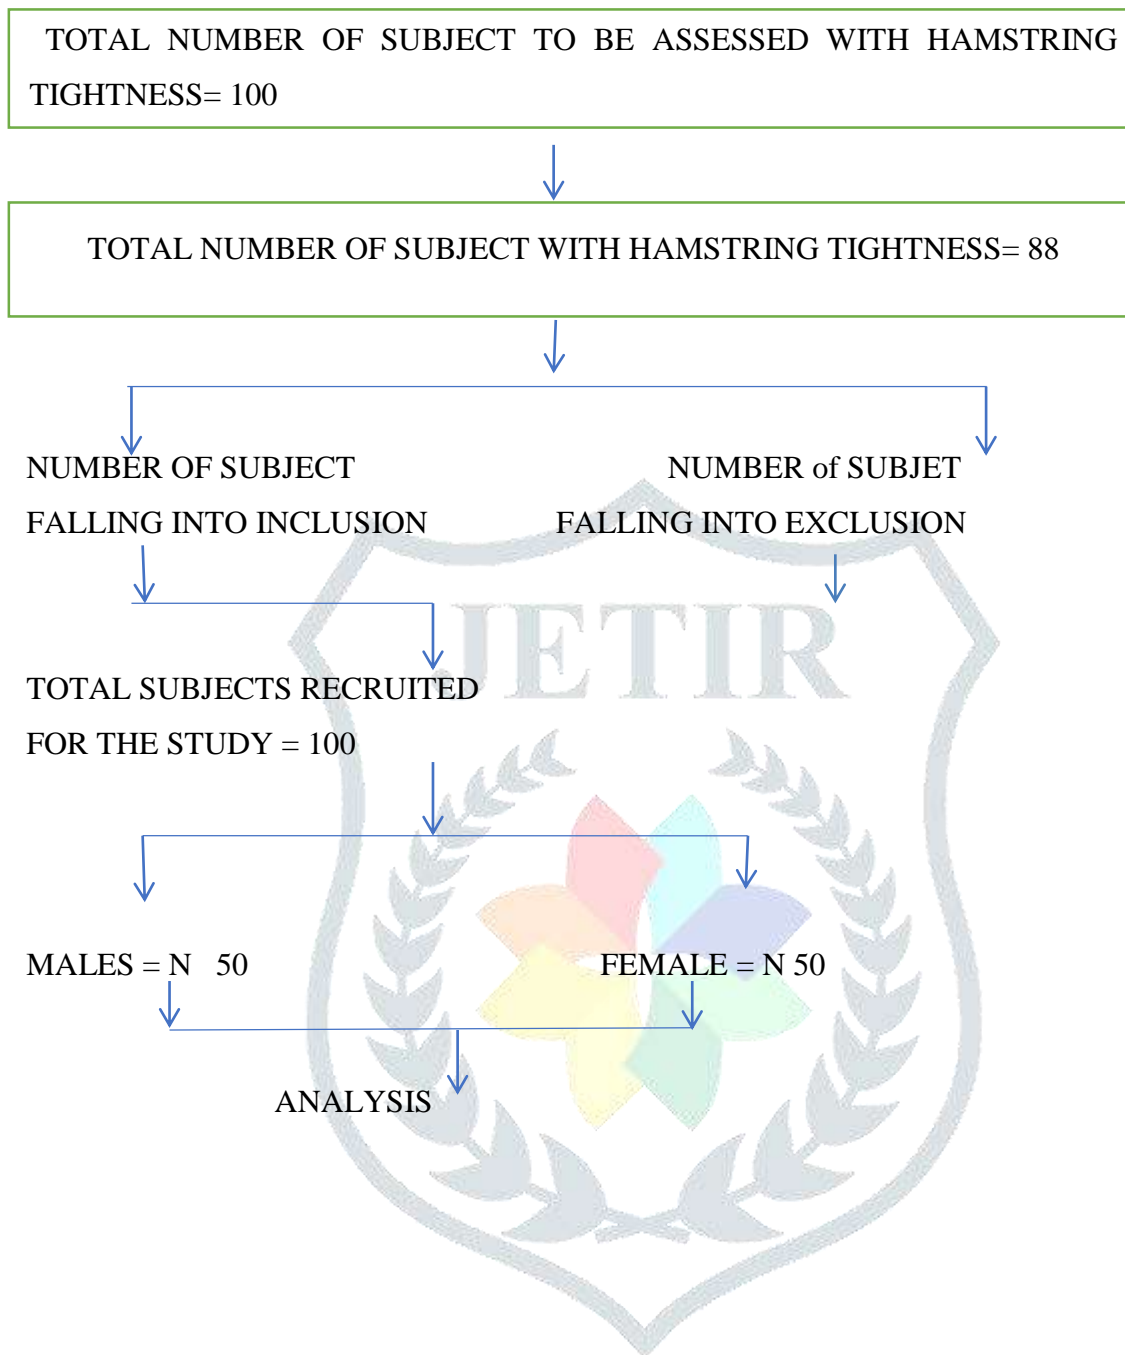 TOTAL NUMBER OF SUBJECT TO BE ASSESSED WITH HAMSTRING
TIGHTNESS= 100
TOTAL NUMBER OF SUBJECT WITH HAMSTRING TIGHTNESS= 88
NUMBER OF SUBJECT
FALLING INTO INCLUSION
NUMBER of SUBJET
FALLING INTO EXCLUSION
JETIR
TOTAL SUBJECTS RECRUITED
FOR THE STUDY = 100
MALES = N   50
FEMALE = N 50
ANALYSIS